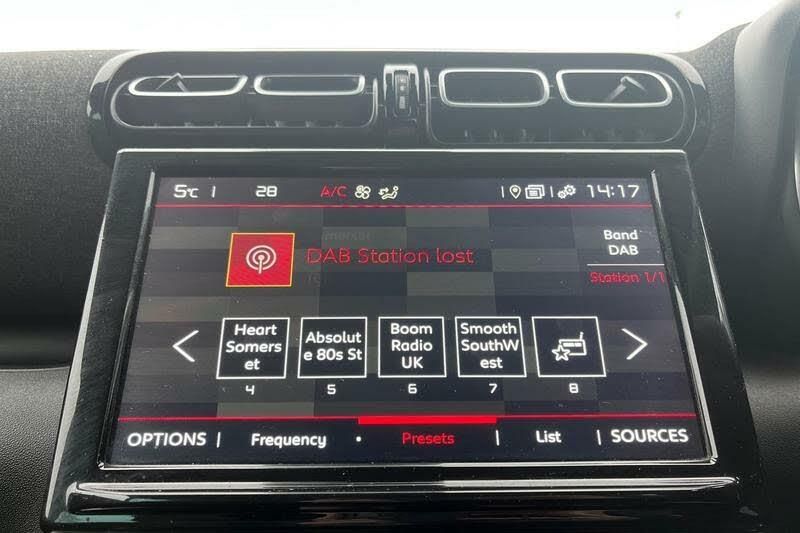 5°C 28 A/C 14:17
DAB Station lost
Band
DAB
Station 1/1
Heart
Somers
et
Absolut
e 80s St
Boom
Radio
UK
Smooth
SouthW
est
4 5 6 7 8
OPTIONS Frequency Presets List SOURCES